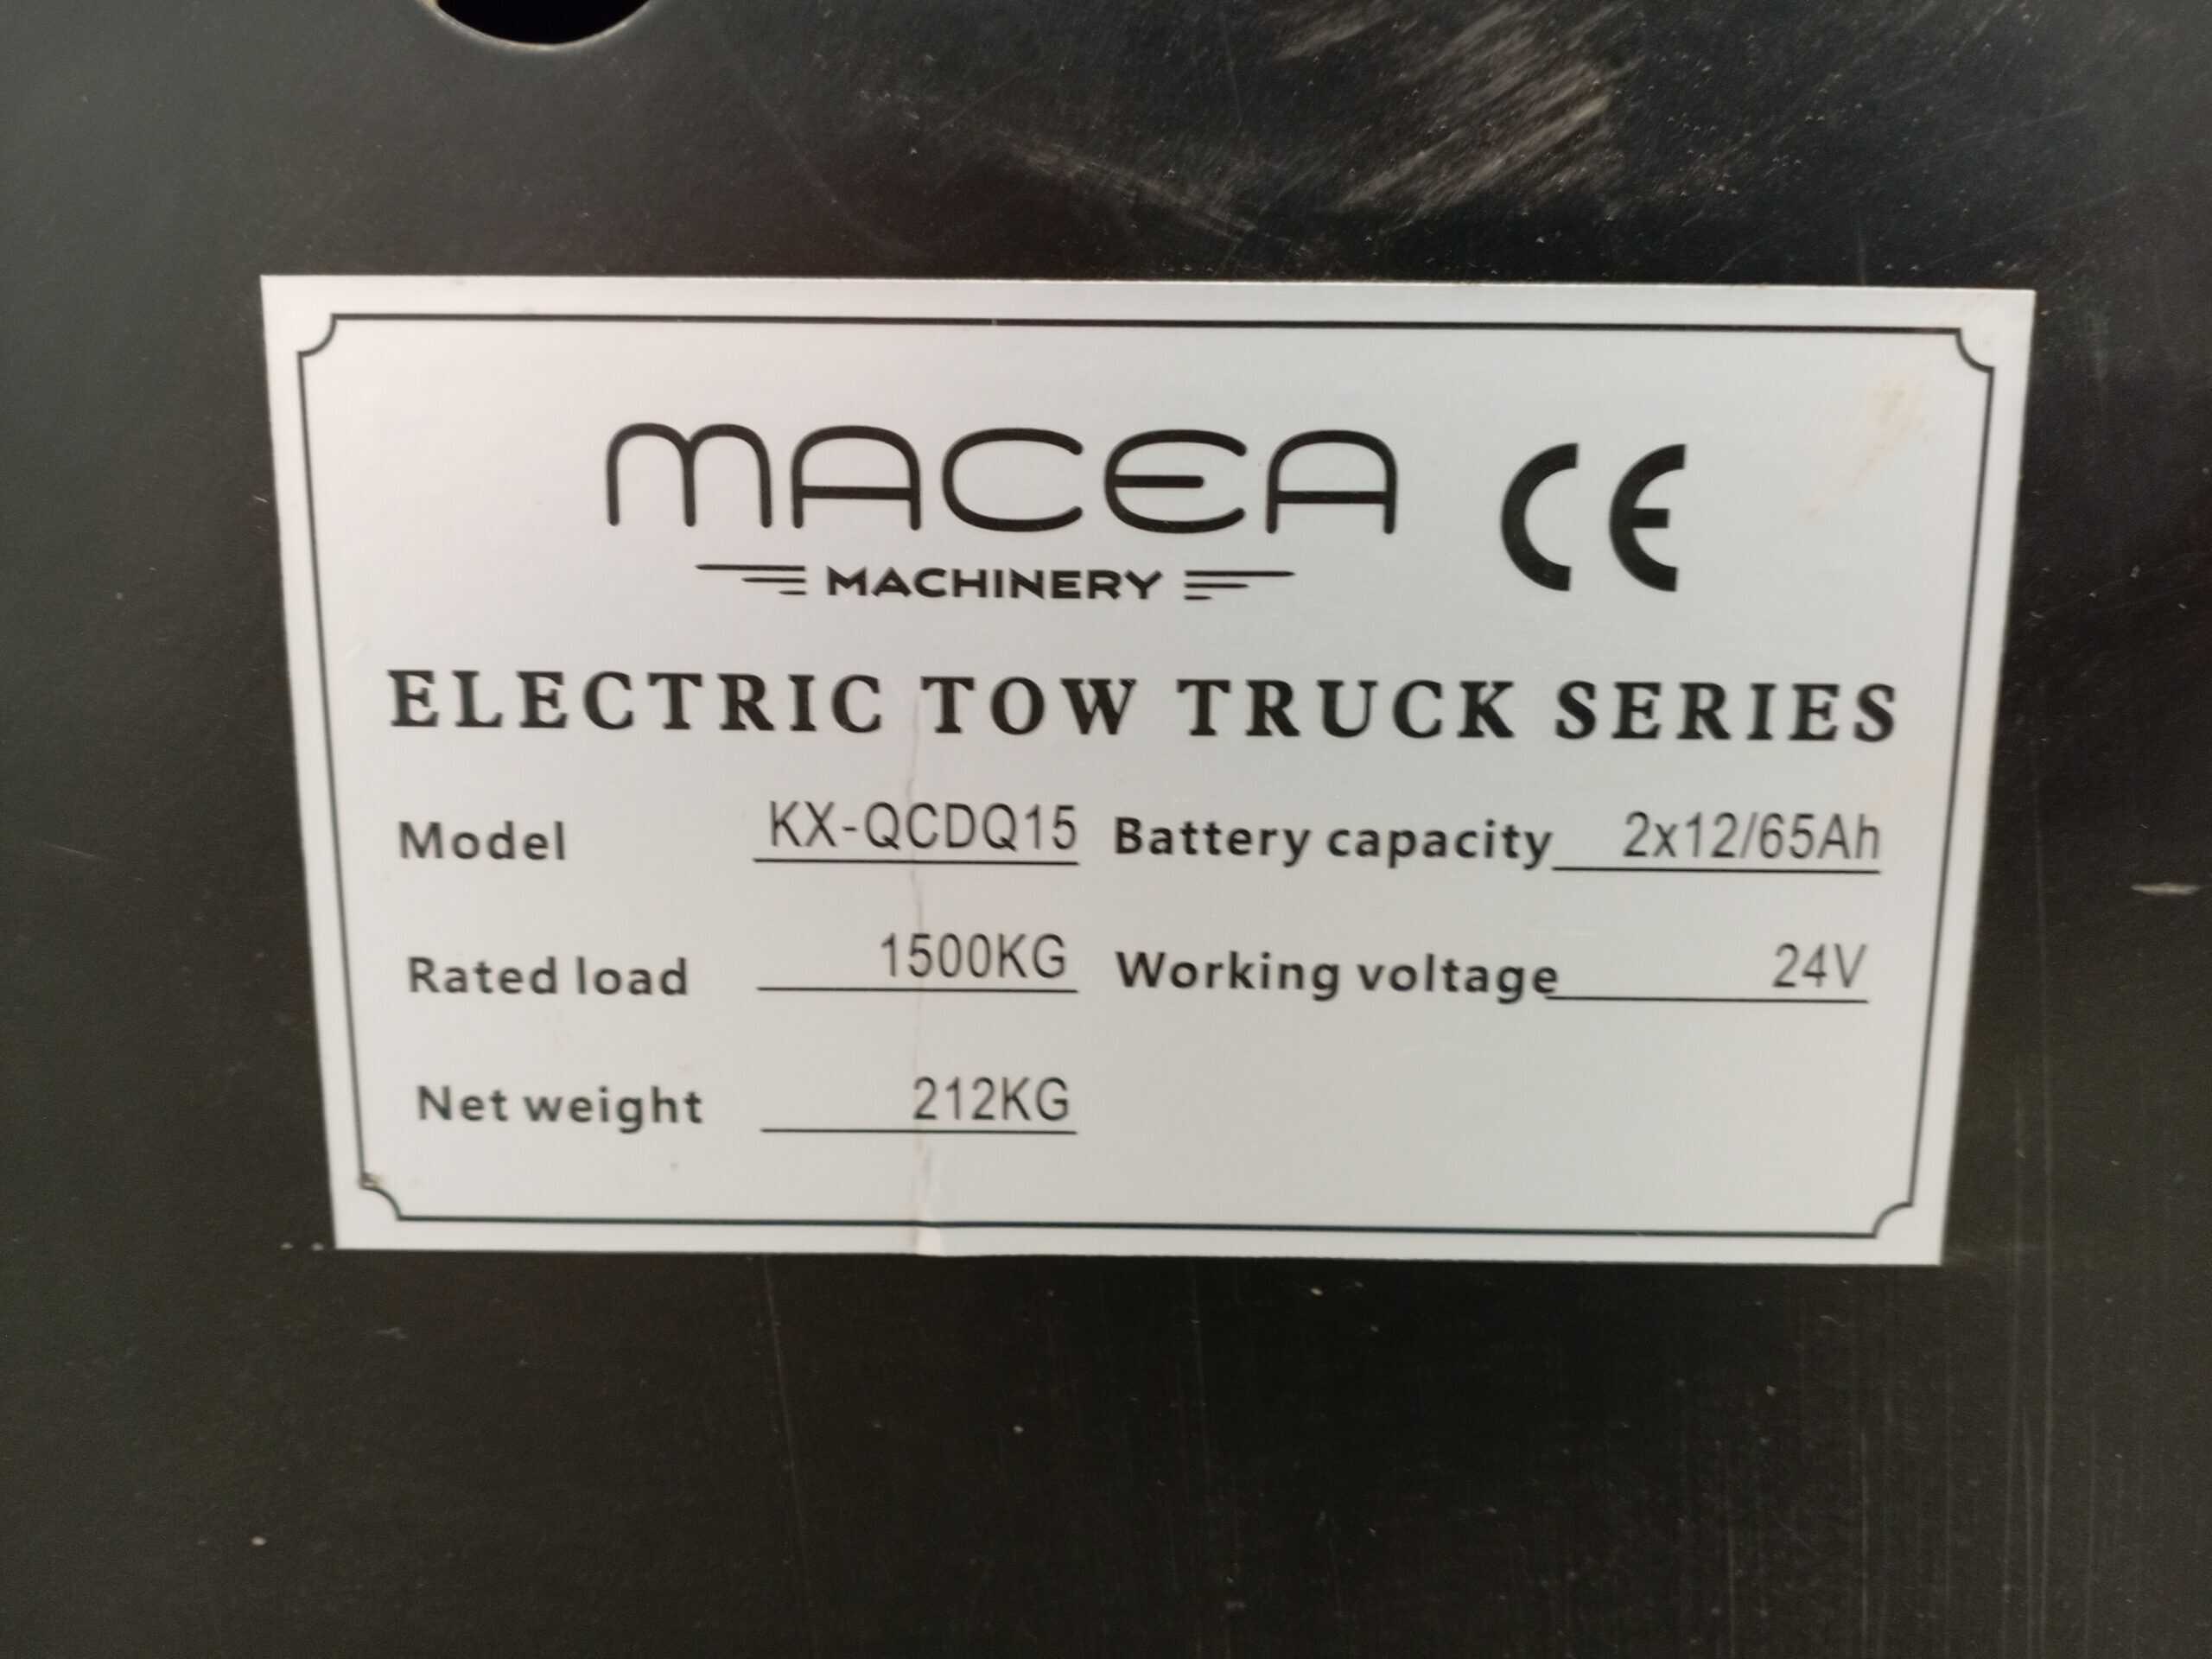 MACEA CE
MACHINERY
ELECTRIC TOW TRUCK SERIES
Model KX-QCDQ15 Battery capacity 2x12/65Ah
Rated load 1500KG Working voltage 24V
Net weight 212KG